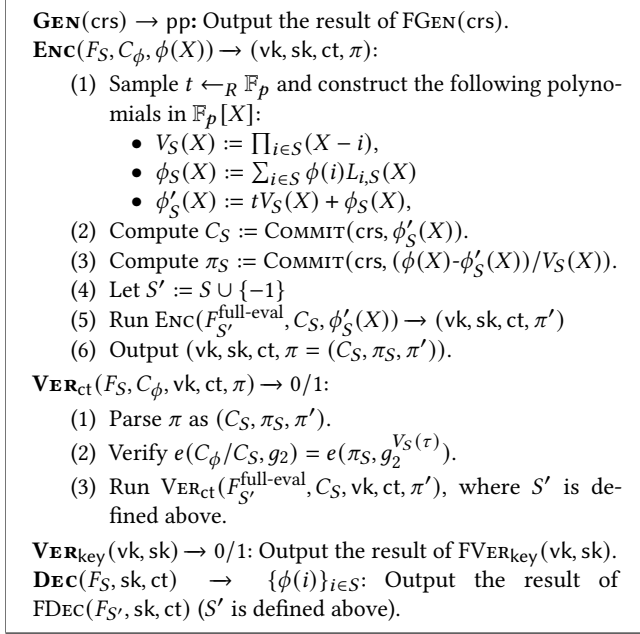 GEN(crs) → pp: Output the result of FGEN(crs).
ENC(F_S, C_ϕ, ϕ(X)) → (vk, sk, ct, π):
(1) Sample t ←_R 𝔽_p and construct the following polyno-
mials in 𝔽_p[X]:
• V_S(X) := ∏_{i∈S}(X − i),
• ϕ_S(X) := ∑_{i∈S} ϕ(i)L_{i,S}(X)
• ϕ′_S(X) := tV_S(X) + ϕ_S(X),
(2) Compute C_S := COMMIT(crs, ϕ′_S(X)).
(3) Compute π_S := COMMIT(crs, (ϕ(X)-ϕ′_S(X))/V_S(X)).
(4) Let S′ := S ∪ {−1}
(5) Run ENC(F_{S′}^{full-eval}, C_S, ϕ′_S(X)) → (vk, sk, ct, π′)
(6) Output (vk, sk, ct, π = (C_S, π_S, π′)).
VER_ct(F_S, C_ϕ, vk, ct, π) → 0/1:
(1) Parse π as (C_S, π_S, π′).
(2) Verify e(C_ϕ/C_S, g_2) = e(π_S, g_2^{V_S(τ)}).
(3) Run VER_ct(F_{S′}^{full-eval}, C_S, vk, ct, π′), where S′ is de-
fined above.
VER_key(vk, sk) → 0/1: Output the result of FVER_key(vk, sk).
DEC(F_S, sk, ct) → {ϕ(i)}_{i∈S}: Output the result of
FDEC(F_{S′}, sk, ct) (S′ is defined above).